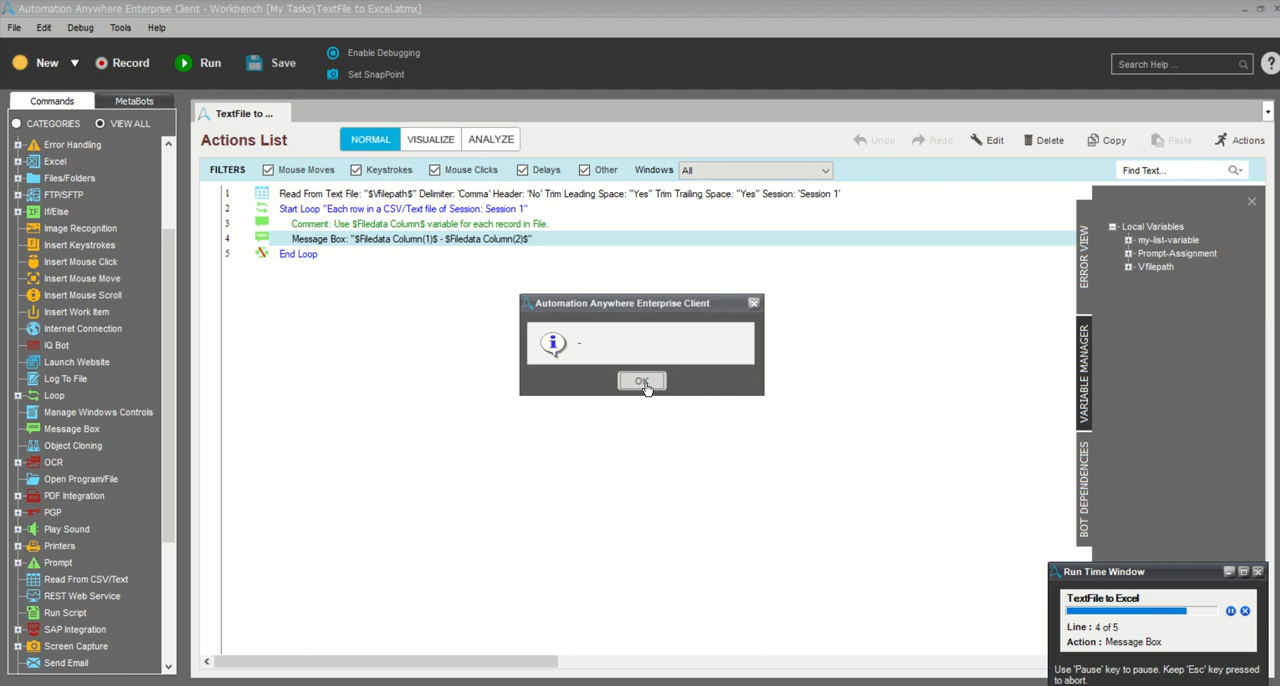 Automation Anywhere Enterprise Client - Workbench [My Tasks\TextFile to Excel.atmx]
File Edit Debug Tools Help
New Record Run Save
Enable Debugging
Set SnapPoint
Search Help ...
?
Commands MetaBots
CATEGORIES VIEW ALL
Error Handling
Excel
Files/Folders
FTP/SFTP
IF If/Else
Image Recognition
Insert Keystrokes
Insert Mouse Click
Insert Mouse Move
Insert Mouse Scroll
Insert Work Item
Internet Connection
IQ Bot
Launch Website
Log To File
Loop
Manage Windows Controls
Message Box
Object Cloning
OCR
Open Program/File
PDF Integration
PGP
Play Sound
Printers
Prompt
Read From CSV/Text
REST Web Service
Run Script
SAP Integration
Screen Capture
Send Email
TextFile to ...
Actions List
NORMAL VISUALIZE ANALYZE
Undo Redo Edit Delete Copy Paste Actions
FILTERS Mouse Moves Keystrokes Mouse Clicks Delays Other Windows All
Find Text...
1 Read From Text File: "$Vfilepath$" Delimiter: 'Comma' Header: 'No' Trim Leading Space: "Yes" Trim Trailing Space: "Yes" Session: 'Session 1'
2 Start Loop "Each row in a CSV/Text file of Session: Session 1"
3 Comment: Use $Filedata Column$ variable for each record in File.
4 Message Box: "$Filedata Column(1)$ - $Filedata Column(2)$"
5 End Loop
Automation Anywhere Enterprise Client
-
OK
ERROR VIEW
VARIABLE MANAGER
BOT DEPENDENCIES
Local Variables
my-list-variable
Prompt-Assignment
Vfilepath
Run Time Window
TextFile to Excel
Line : 4 of 5
Action : Message Box
Use 'Pause' key to pause. Keep 'Esc' key pressed
to abort.